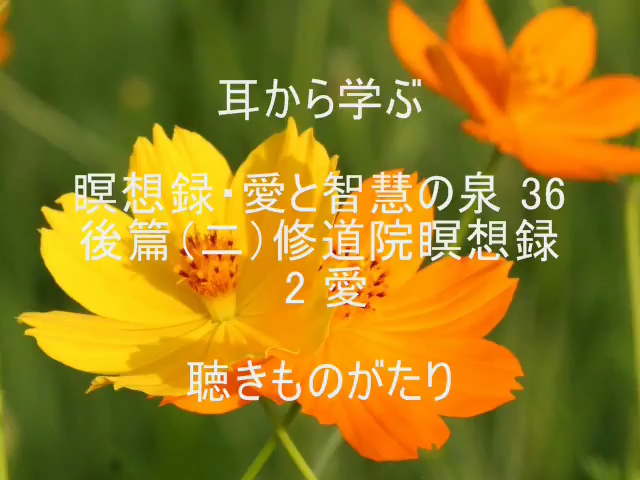 耳から学ぶ
瞑想録・愛と智慧の泉 36
後篇（二）修道院瞑想録
2 愛
聴きものがたり